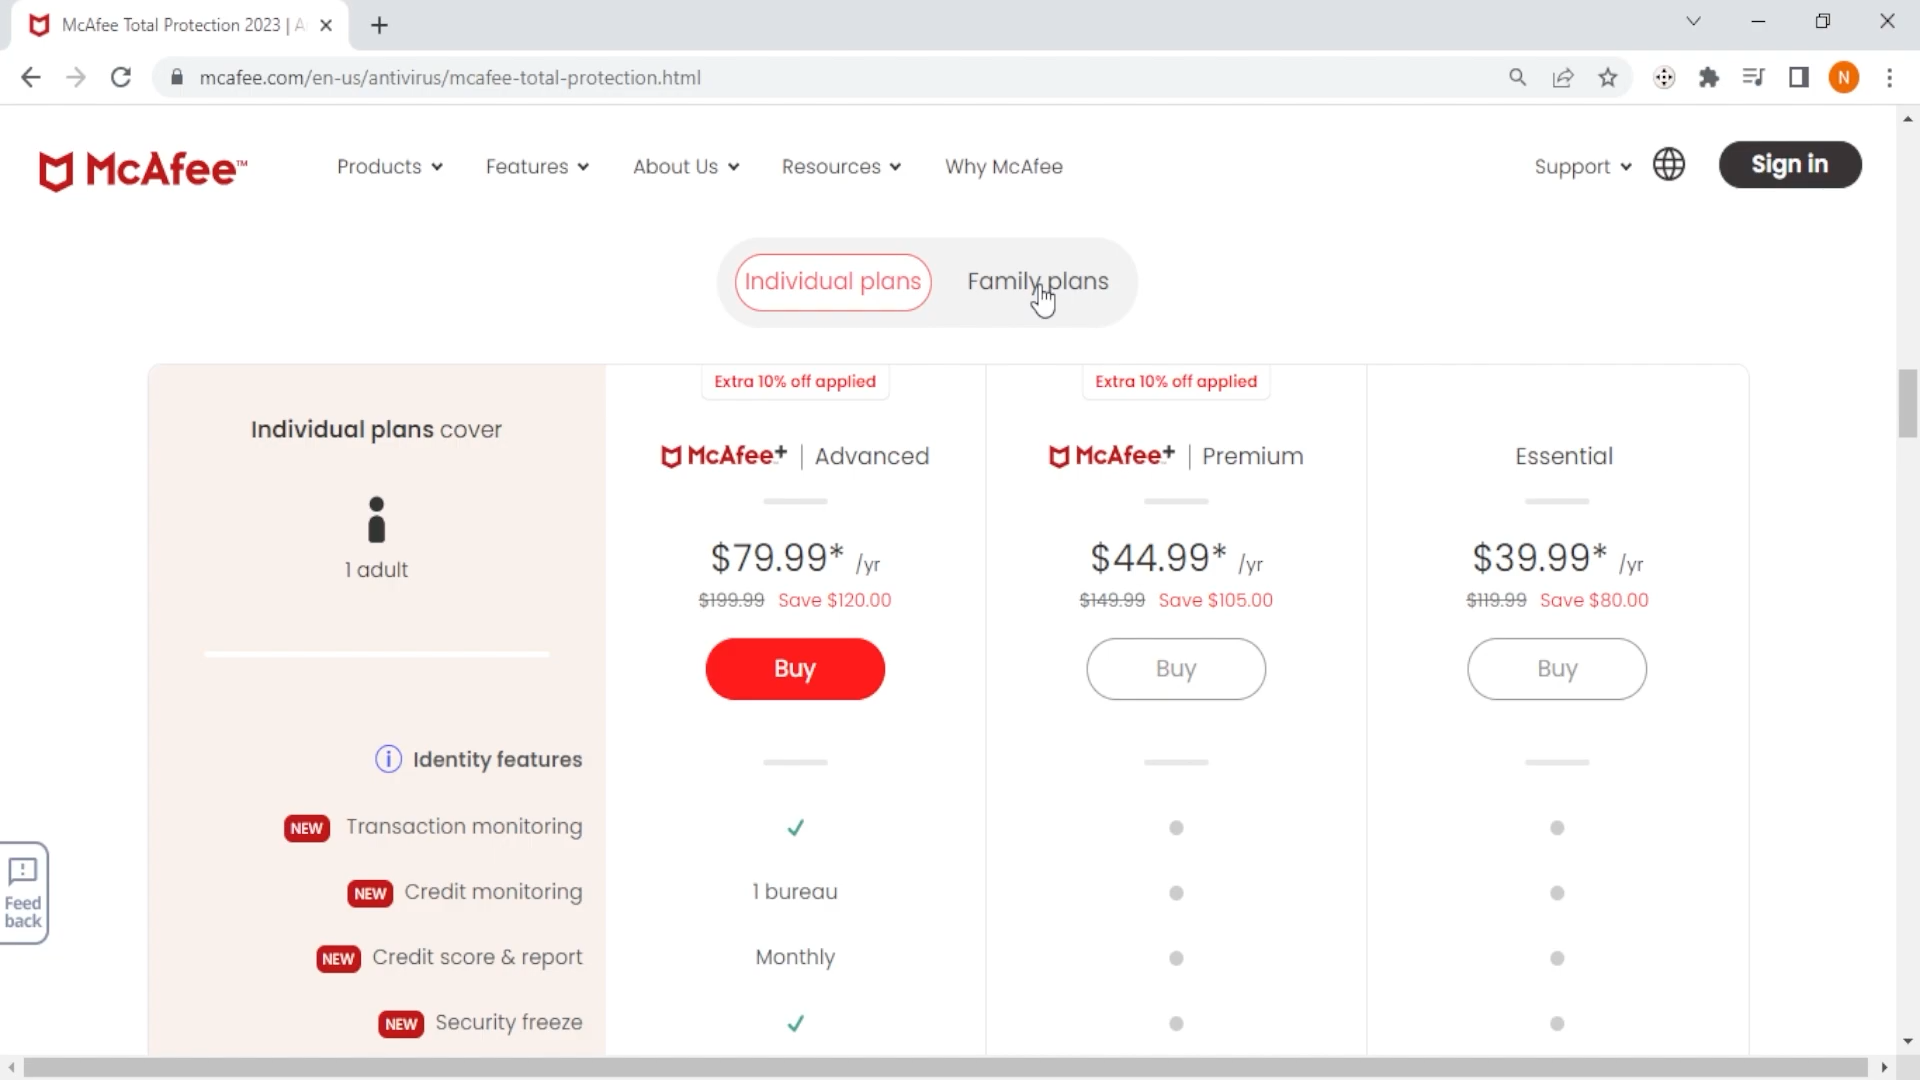 McAfee Total Protection 2023 | A
mcafee.com/en-us/antivirus/mcafee-total-protection.html
N
McAfee™
Products
Features
About Us
Resources
Why McAfee
Support
Sign in
Individual plans
Family plans
Extra 10% off applied
Extra 10% off applied
Individual plans cover
McAfee+ | Advanced
McAfee+ | Premium
Essential
1 adult
$79.99* /yr
$44.99* /yr
$39.99* /yr
$199.99 Save $120.00
$149.99 Save $105.00
$119.99 Save $80.00
Buy
Buy
Buy
Identity features
NEW Transaction monitoring
NEW Credit monitoring
1 bureau
NEW Credit score & report
Monthly
NEW Security freeze
Feed
back